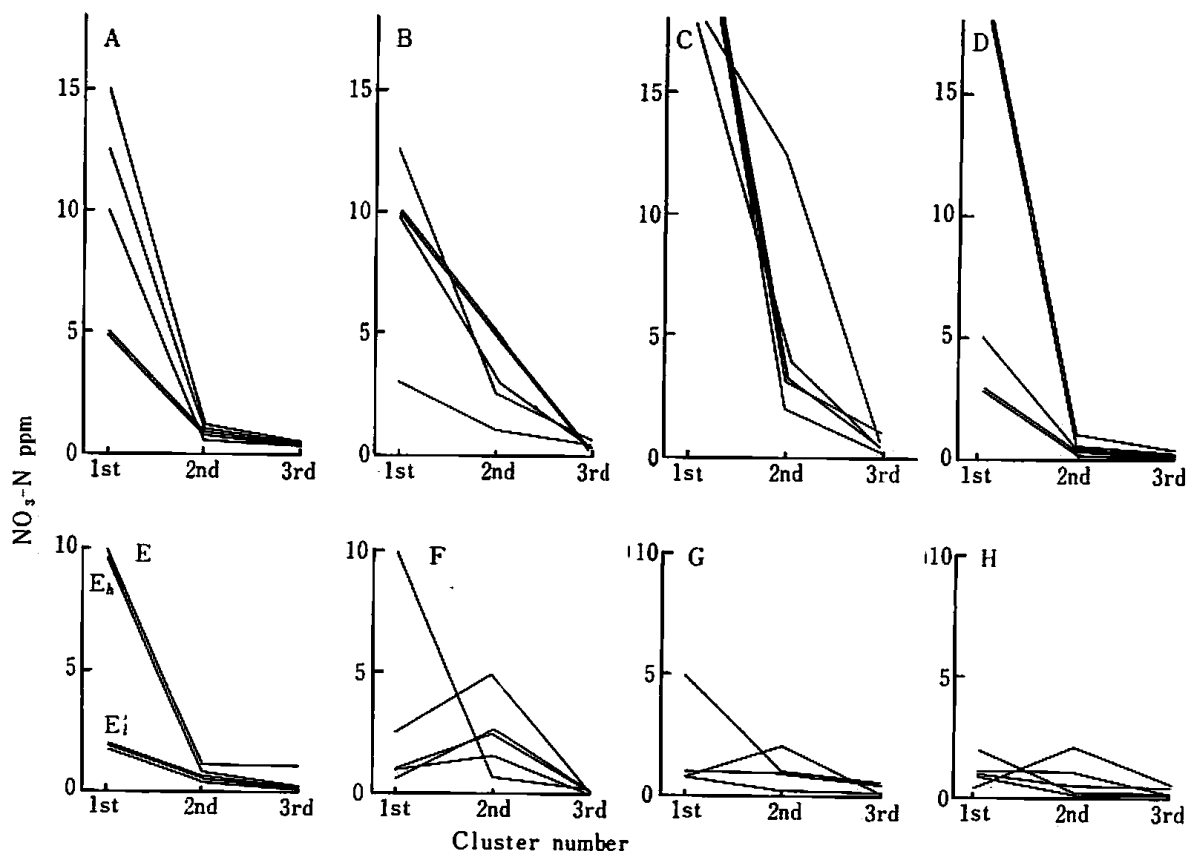 A B C D
15 15 15 15
10 10 10 10
5 5 5 5
0 0 0 0
1st 2nd 3rd 1st 2nd 3rd 1st 2nd 3rd 1st 2nd 3rd
NO₃-N ppm
10 E 10 F 10 G 10 H
Eₕ
5 5 5 5
E'ₗ
0 0 0 0
1st 2nd 3rd 1st 2nd 3rd 1st 2nd 3rd 1st 2nd 3rd
Cluster number